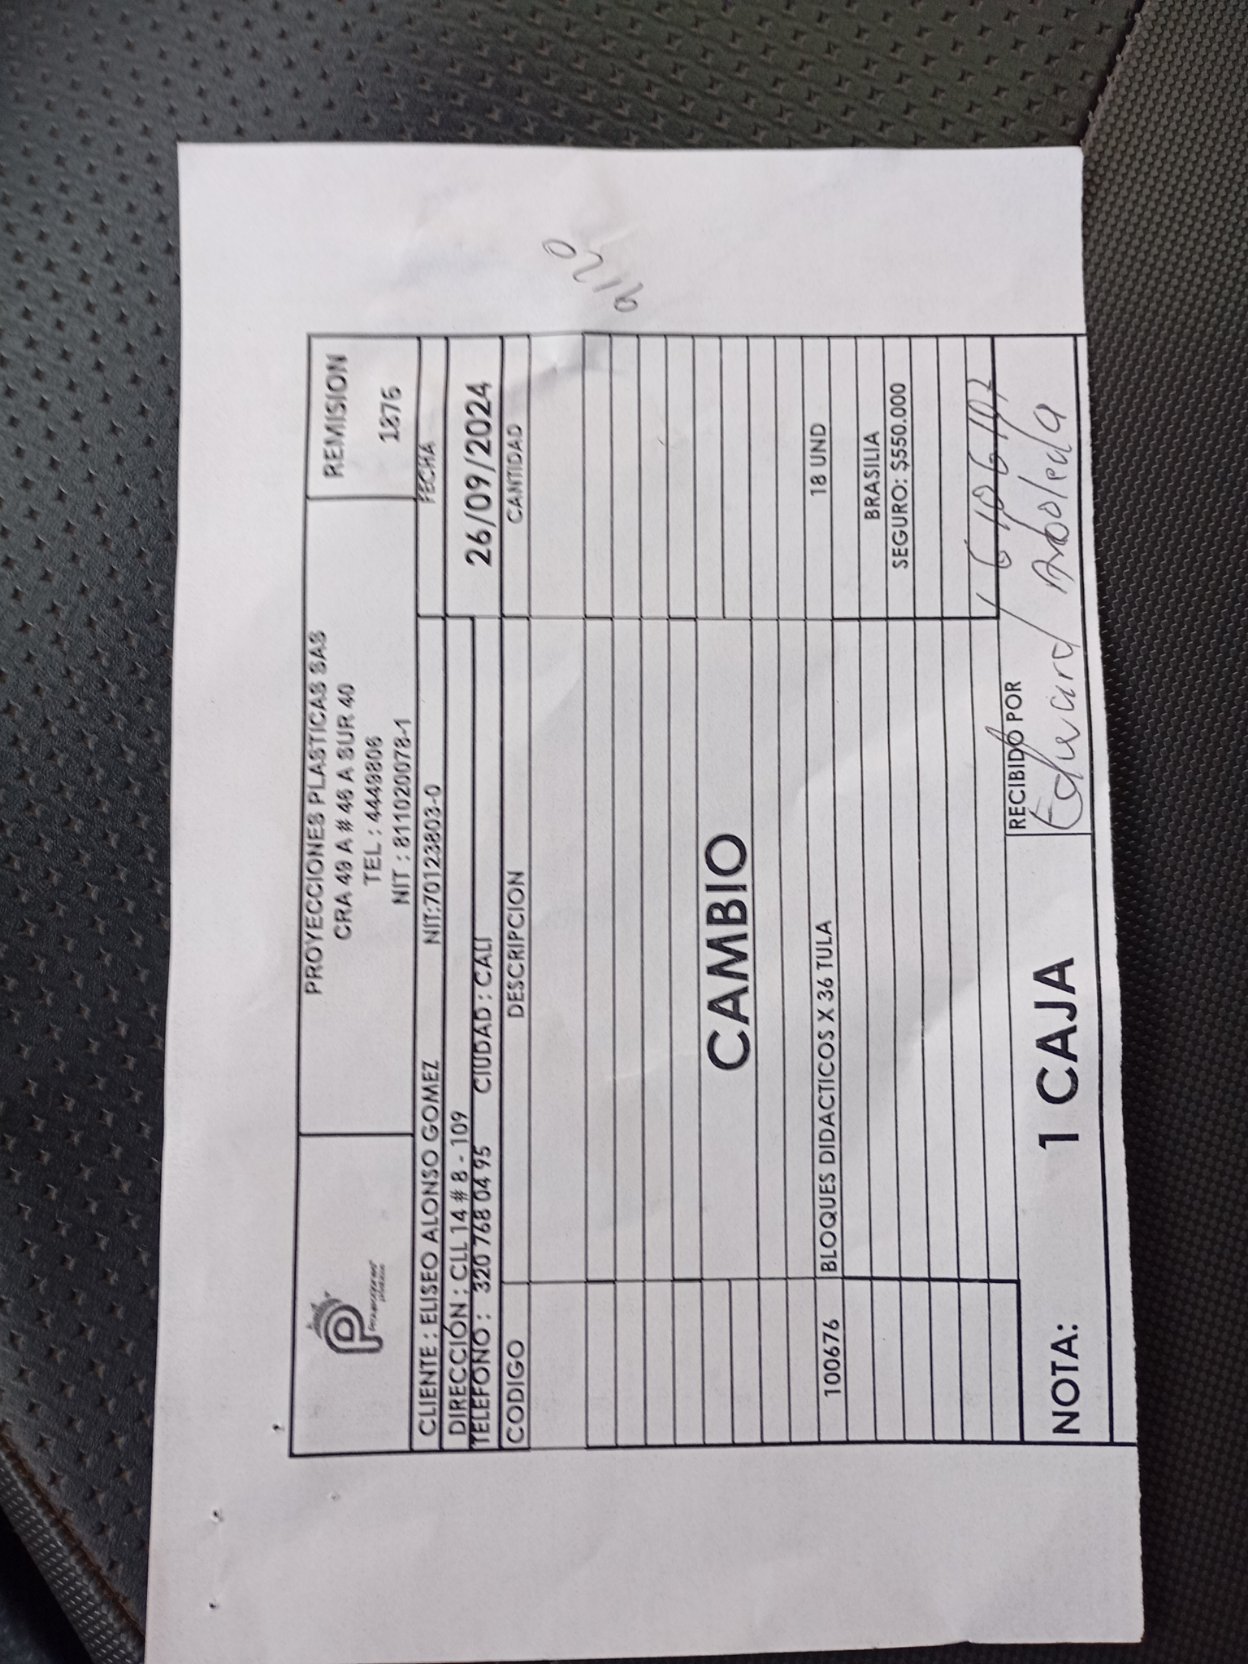 PROYECCIONES PLASTICAS SAS
CRA 49 A # 46 A SUR 40
TEL : 4449806
NIT : 811020078-1
REMISION
1876
CLIENTE : ELISEO ALONSO GOMEZ NIT:70123803-0
FECHA
DIRECCIÓN : CLL 14 # 8 - 109
TELEFONO : 320 768 04 95 CIUDAD : CALI
26/09/2024
CODIGO DESCRIPCION CANTIDAD
CAMBIO
100676 BLOQUES DIDACTICOS X 36 TULA 18 UND
BRASILIA
SEGURO: $550.000
NOTA: 1 CAJA
RECIBIDO POR
Edward Arboleda